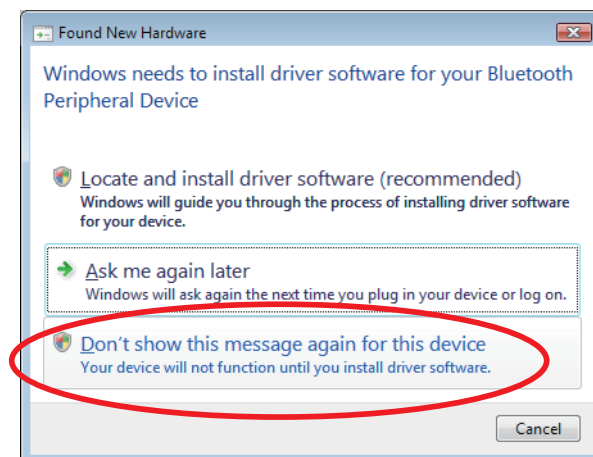 Found New Hardware
Windows needs to install driver software for your Bluetooth
Peripheral Device
Locate and install driver software (recommended)
Windows will guide you through the process of installing driver software
for your device.
Ask me again later
Windows will ask again the next time you plug in your device or log on.
Don't show this message again for this device
Your device will not function until you install driver software.
Cancel